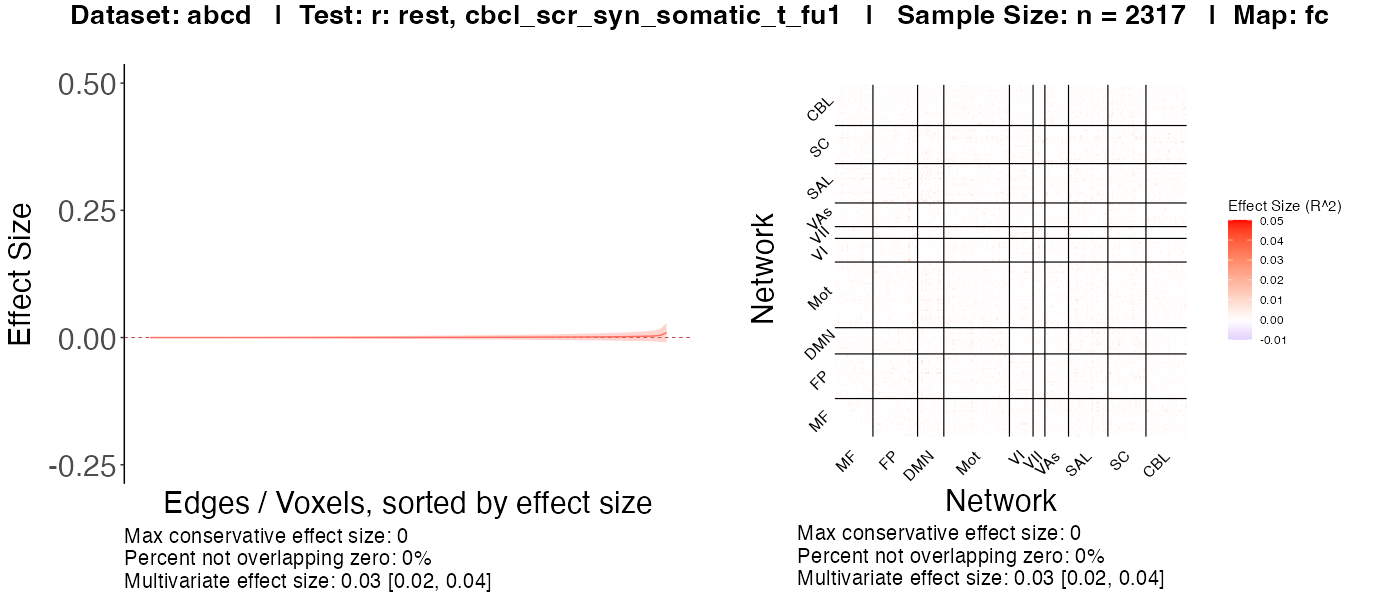 Dataset: abcd | Test: r: rest, cbcl_scr_syn_somatic_t_fu1 | Sample Size: n = 2317 | Map: fc
0.50
0.25
0.00
-0.25
Effect Size
Edges / Voxels, sorted by effect size
Max conservative effect size: 0
Percent not overlapping zero: 0%
Multivariate effect size: 0.03 [0.02, 0.04]
Network
CBL
SC
SAL
VAs
VII
VI
Mot
DMN
FP
MF
MF
FP
DMN
Mot
VI
VII
VAs
SAL
SC
CBL
Network
Max conservative effect size: 0
Percent not overlapping zero: 0%
Multivariate effect size: 0.03 [0.02, 0.04]
Effect Size (R^2)
0.05
0.04
0.03
0.02
0.01
0.00
-0.01